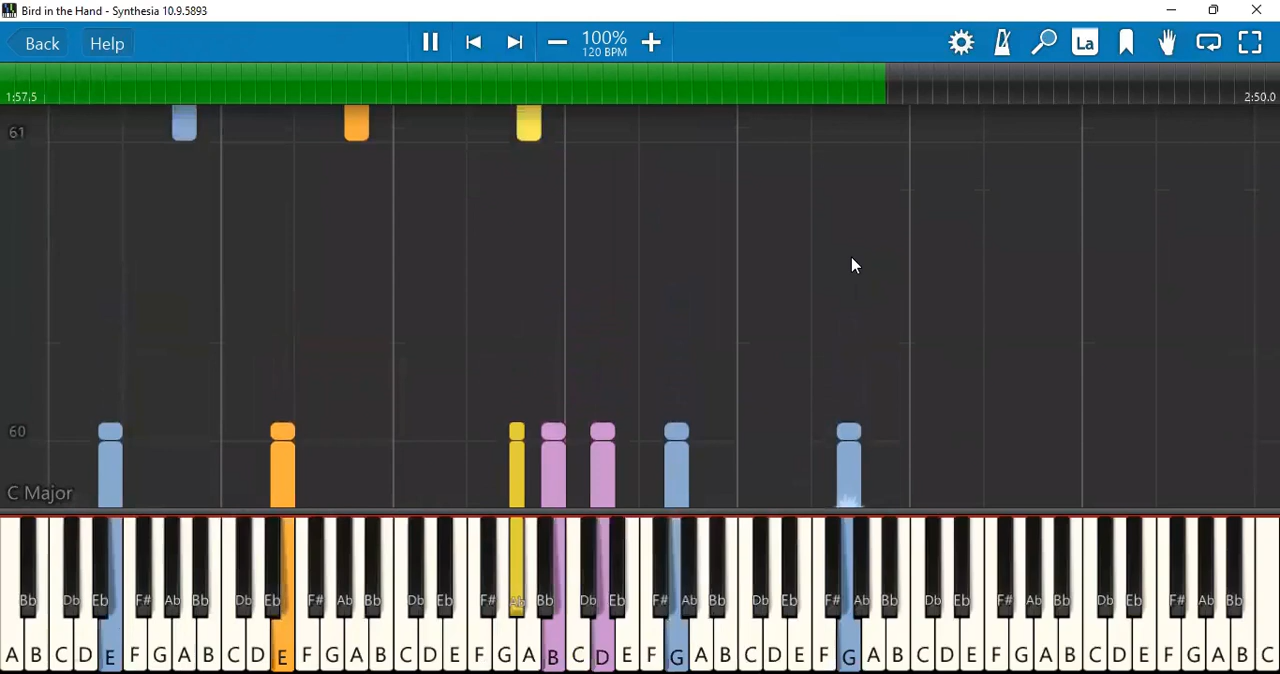 Bird in the Hand - Synthesia 10.9.5893
Back Help 100% La
120 BPM
1:57,5 2:50.0
61
60
C Major
Bb Db Eb F# Ab Bb Db Eb F# Ab Bb Db Eb F# Ab Bb Db Eb F# Ab Bb Db Eb F# Ab Bb Db Eb F# Ab Bb Db Eb F# Ab Bb
A B C D E F G A B C D E F G A B C D E F G A B C D E F G A B C D E F G A B C D E F G A B C D E F G A B C